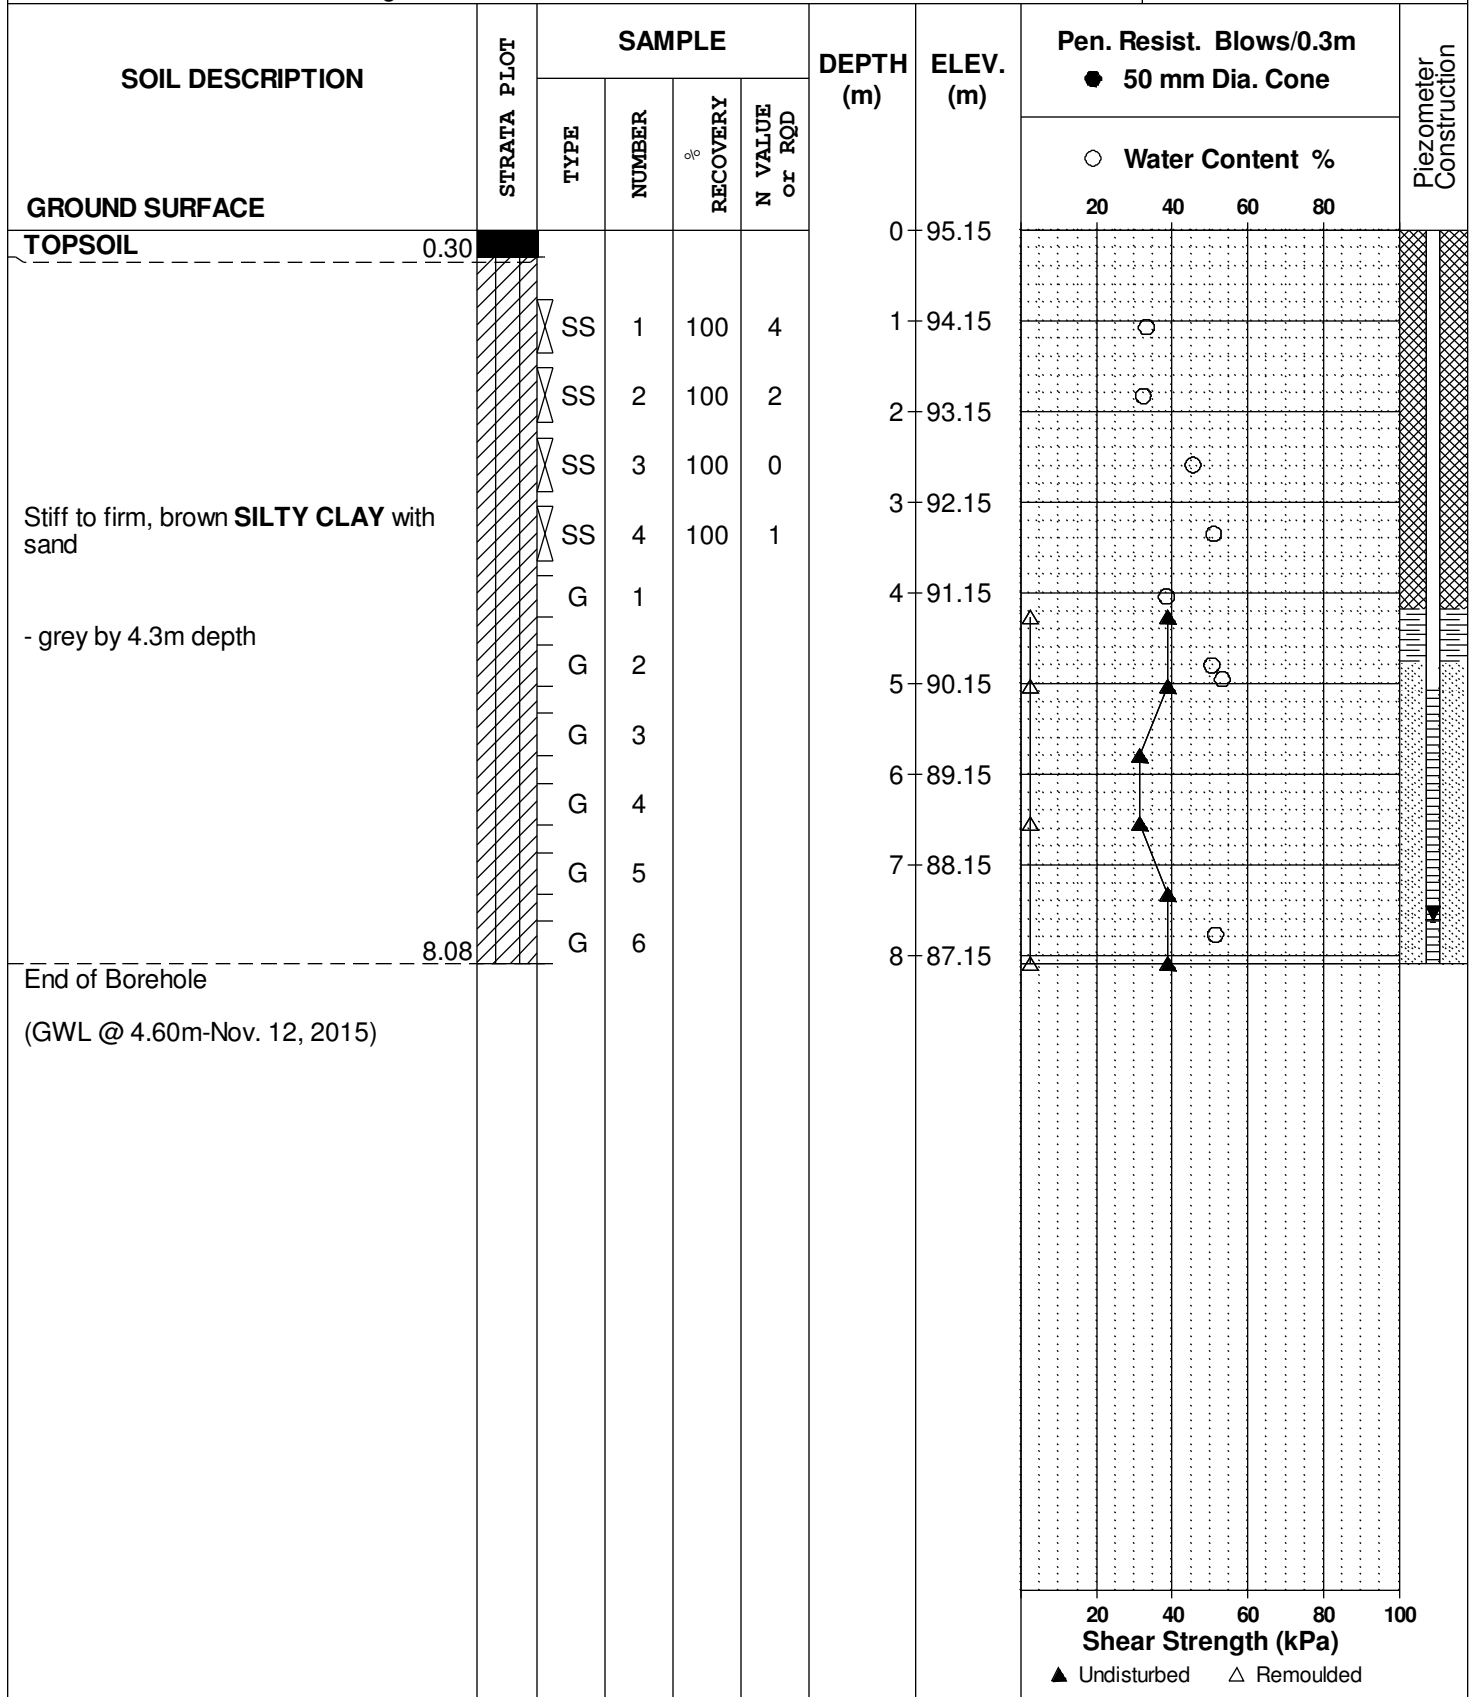 SOIL DESCRIPTION
GROUND SURFACE
STRATA PLOT
SAMPLE
TYPE
NUMBER
% RECOVERY
N VALUE
or RQD
DEPTH
(m)
ELEV.
(m)
Pen. Resist. Blows/0.3m
● 50 mm Dia. Cone
○ Water Content %
20 40 60 80
Piezometer
Construction
0 95.15
TOPSOIL 0.30
SS 1 100 4
1 94.15
SS 2 100 2
2 93.15
SS 3 100 0
3 92.15
Stiff to firm, brown SILTY CLAY with
sand
SS 4 100 1
G 1
4 91.15
- grey by 4.3m depth
G 2
5 90.15
G 3
6 89.15
G 4
7 88.15
G 5
G 6
8.08
8 87.15
End of Borehole
(GWL @ 4.60m-Nov. 12, 2015)
20 40 60 80 100
Shear Strength (kPa)
▲ Undisturbed △ Remoulded